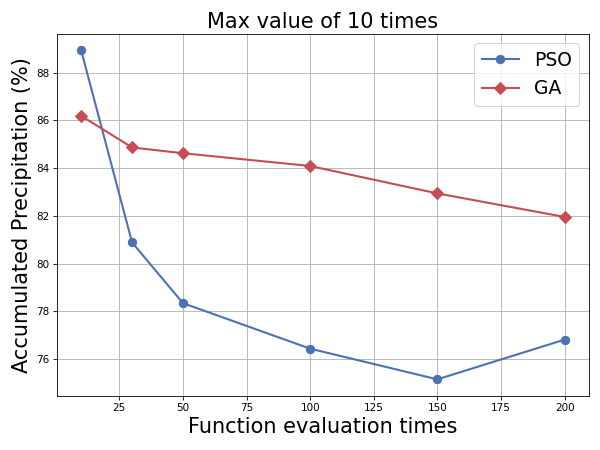 Max value of 10 times
PSO
GA
Accumulated Precipitation (%)
88
86
84
82
80
78
76
25 50 75 100 125 150 175 200
Function evaluation times